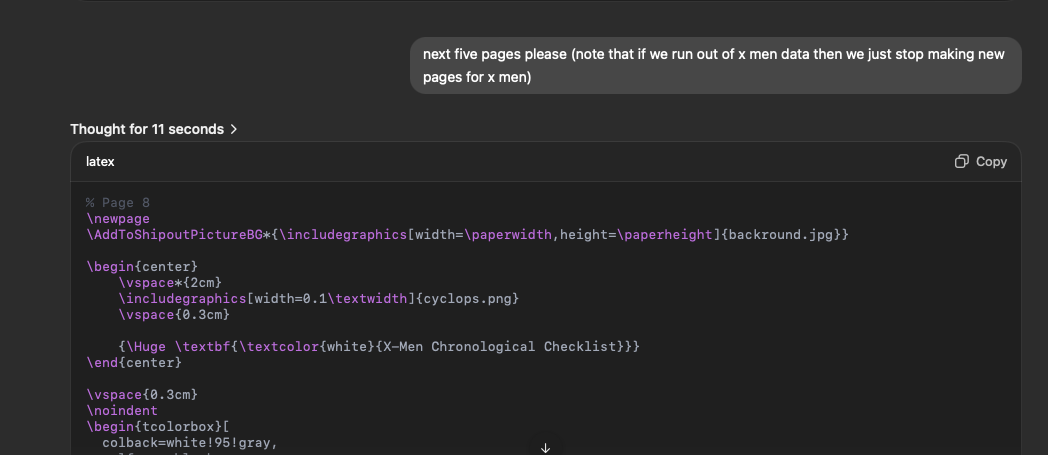 next five pages please (note that if we run out of x men data then we just stop making new
pages for x men)
Thought for 11 seconds >
latex
Copy
% Page 8
\newpage
\AddToShipoutPictureBG*{\includegraphics[width=\paperwidth,height=\paperheight]{backround.jpg}}
\begin{center}
\vspace*{2cm}
\includegraphics[width=0.1\textwidth]{cyclops.png}
\vspace{0.3cm}
{\Huge \textbf{\textcolor{white}{X-Men Chronological Checklist}}}
\end{center}
\vspace{0.3cm}
\noindent
\begin{tcolorbox}[
colback=white!95!gray,